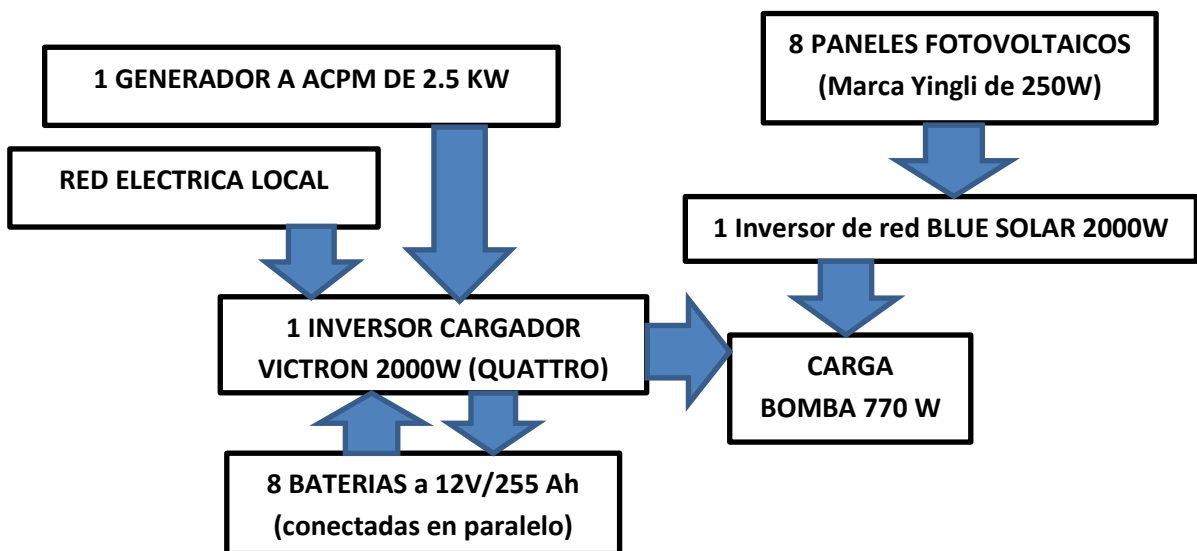 1 GENERADOR A ACPM DE 2.5 KW
8 PANELES FOTOVOLTAICOS
(Marca Yingli de 250W)
RED ELECTRICA LOCAL
1 Inversor de red BLUE SOLAR 2000W
1 INVERSOR CARGADOR
VICTRON 2000W (QUATTRO)
CARGA
BOMBA 770 W
8 BATERIAS a 12V/255 Ah
(conectadas en paralelo)